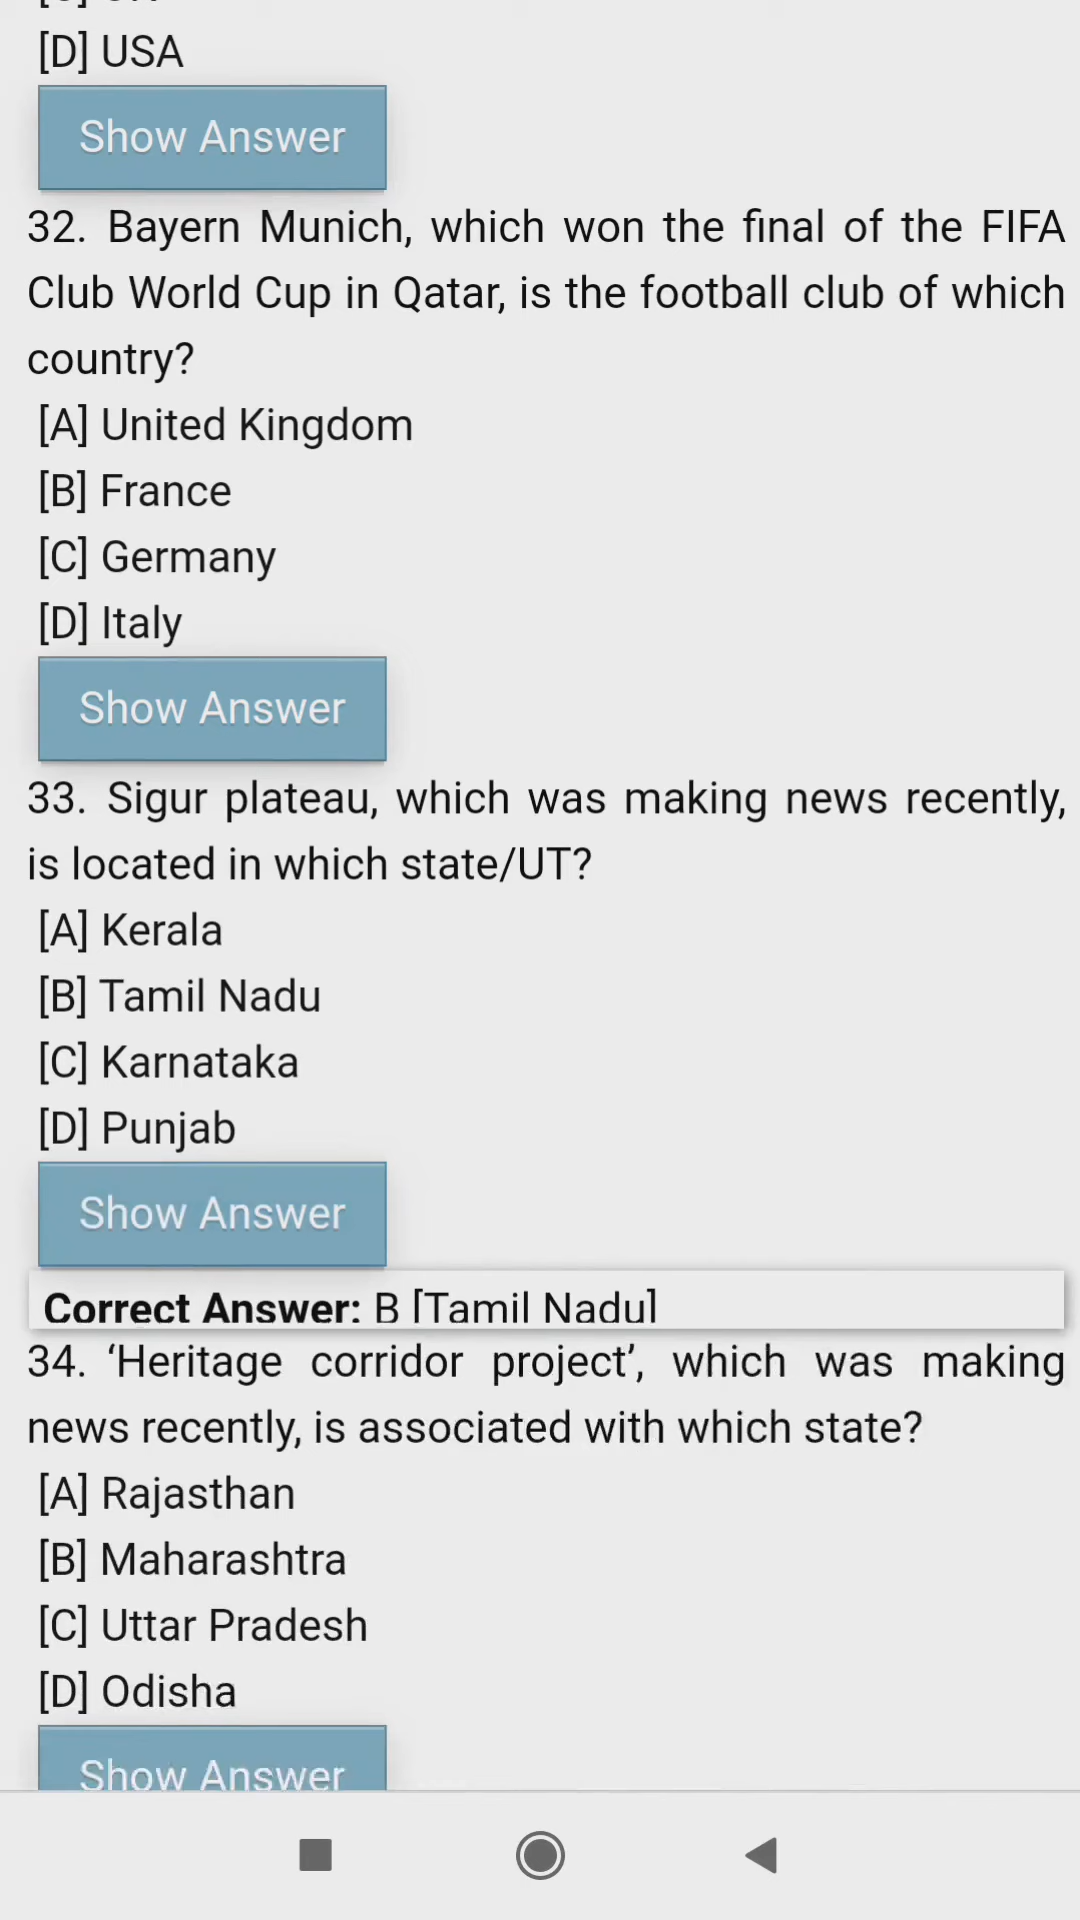 [D] USA
Show Answer
32. Bayern Munich, which won the final of the FIFA
Club World Cup in Qatar, is the football club of which
country?
[A] United Kingdom
[B] France
[C] Germany
[D] Italy
Show Answer
33. Sigur plateau, which was making news recently,
is located in which state/UT?
[A] Kerala
[B] Tamil Nadu
[C] Karnataka
[D] Punjab
Show Answer
Correct Answer: B [Tamil Nadu]
34. ‘Heritage corridor project’, which was making
news recently, is associated with which state?
[A] Rajasthan
[B] Maharashtra
[C] Uttar Pradesh
[D] Odisha
Show Answer